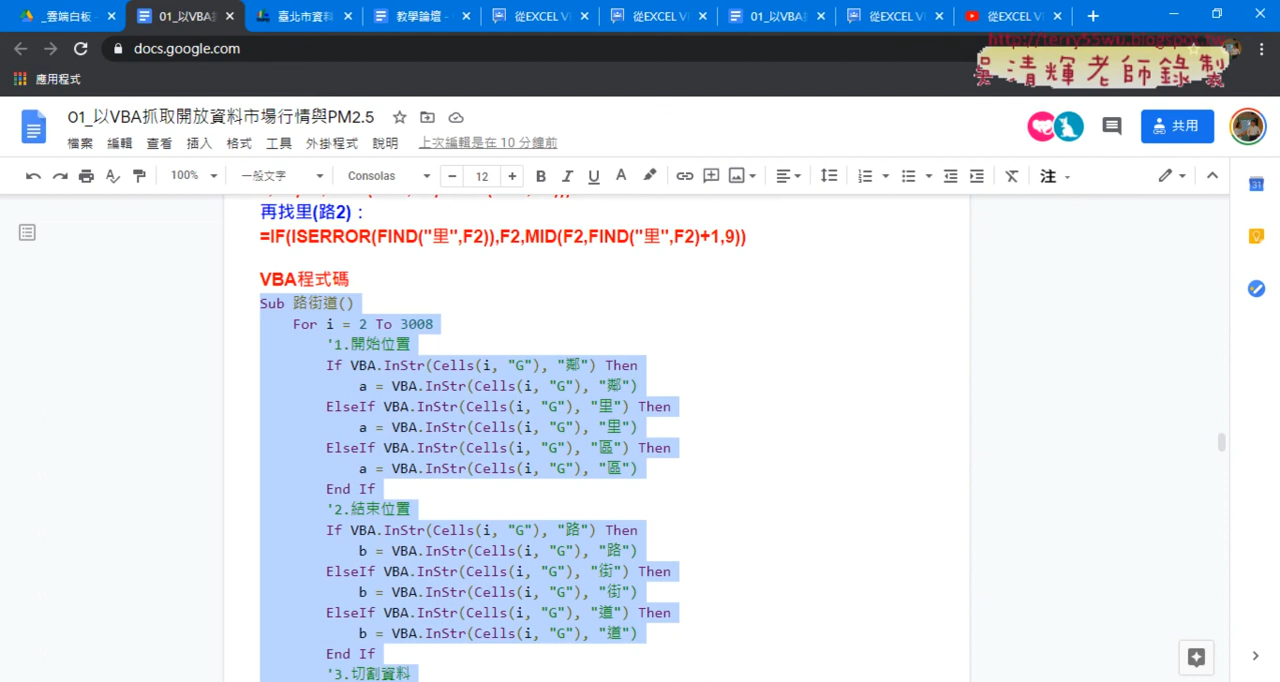 _雲端白板
01_以VBA抓
臺北市資料
教學論壇 -
從EXCEL V
從EXCEL V
01_以VBA
從EXCEL V
從EXCEL V
docs.google.com
吳清輝老師錄製
應用程式
01_以VBA抓取開放資料市場行情與PM2.5
共用
檔案 編輯 查看 插入 格式 工具 外掛程式 說明 上次編輯是在 10 分鐘前
100% 一般文字 Consolas 12 B I U A 注
31
再找里(路2)：
=IF(ISERROR(FIND("里",F2)),F2,MID(F2,FIND("里",F2)+1,9))
VBA程式碼
Sub 路街道()
For i = 2 To 3008
'1.開始位置
If VBA.InStr(Cells(i, "G"), "鄰") Then
a = VBA.InStr(Cells(i, "G"), "鄰")
ElseIf VBA.InStr(Cells(i, "G"), "里") Then
a = VBA.InStr(Cells(i, "G"), "里")
ElseIf VBA.InStr(Cells(i, "G"), "區") Then
a = VBA.InStr(Cells(i, "G"), "區")
End If
'2.結束位置
If VBA.InStr(Cells(i, "G"), "路") Then
b = VBA.InStr(Cells(i, "G"), "路")
ElseIf VBA.InStr(Cells(i, "G"), "街") Then
b = VBA.InStr(Cells(i, "G"), "街")
ElseIf VBA.InStr(Cells(i, "G"), "道") Then
b = VBA.InStr(Cells(i, "G"), "道")
End If
'3.切割資料